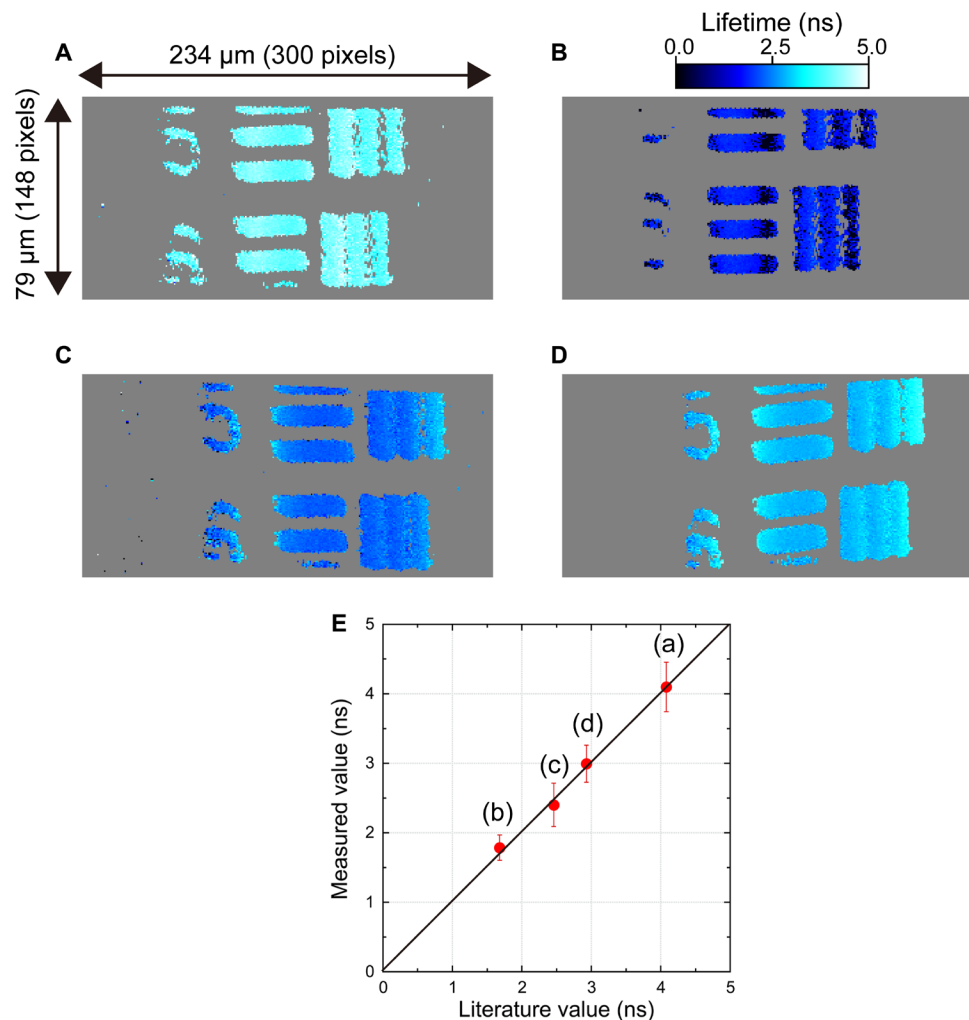 A
234 µm (300 pixels)
79 µm (148 pixels)
B
Lifetime (ns)
0.0
2.5
5.0
C
D
E
5
4
3
2
1
0
Measured value (ns)
(a)
(d)
(c)
(b)
0
1
2
3
4
5
Literature value (ns)